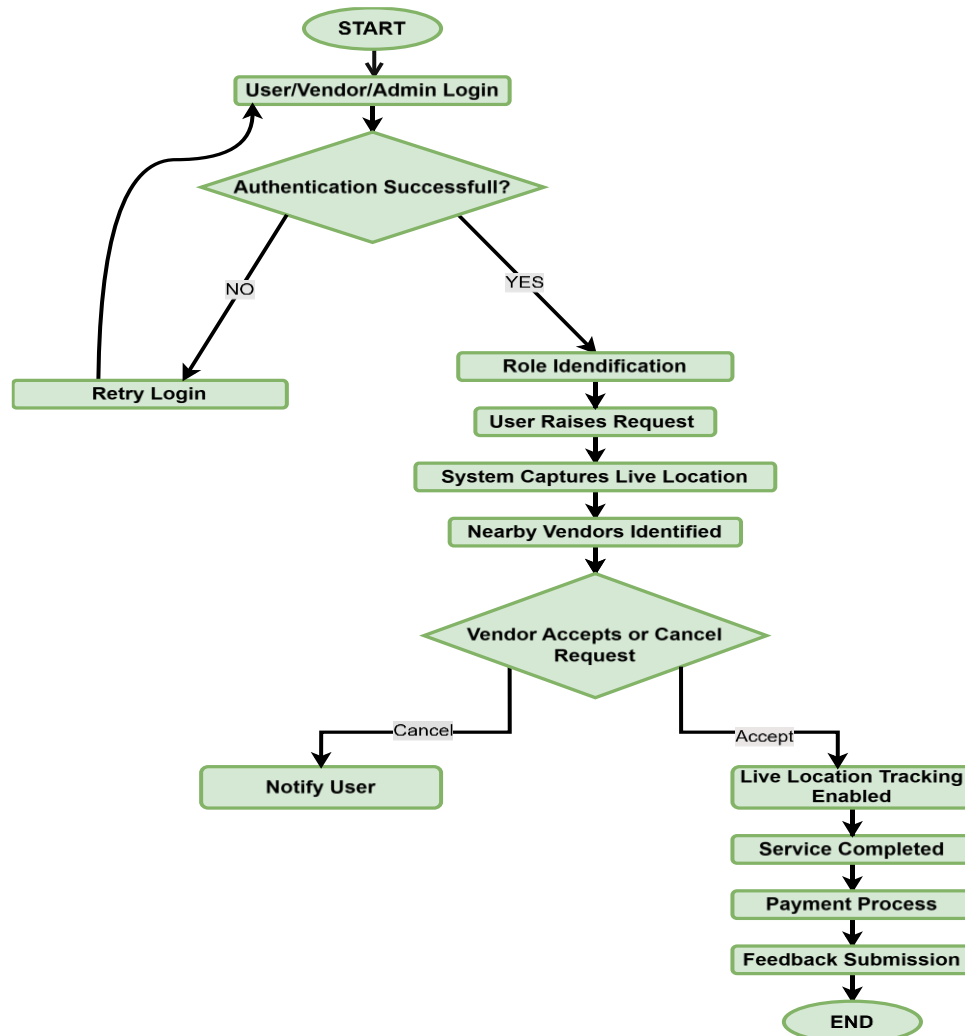 START
User/Vendor/Admin Login
Authentication Successfull?
NO
YES
Role Idendification
Retry Login
User Raises Request
System Captures Live Location
Nearby Vendors Identified
Vendor Accepts or Cancel
Request
Cancel
Accept
Notify User
Live Location Tracking
Enabled
Service Completed
Payment Process
Feedback Submission
END